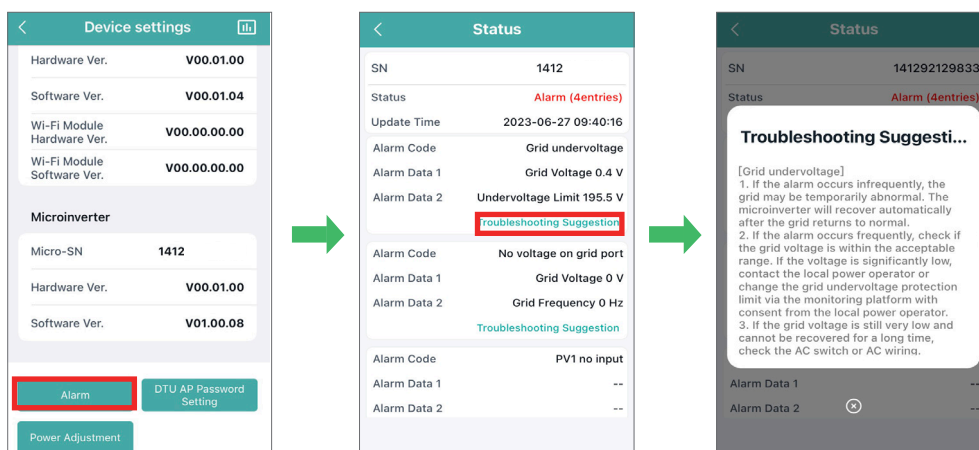 Device settings
Hardware Ver. V00.01.00
Software Ver. V00.01.04
Wi-Fi Module
Hardware Ver. V00.00.00.00
Wi-Fi Module
Software Ver. V00.00.00.00
Microinverter
Micro-SN 1412
Hardware Ver. V00.01.00
Software Ver. V01.00.08
Alarm
DTU AP Password
Setting
Power Adjustment
Status
SN 1412
Status Alarm (4entries)
Update Time 2023-06-27 09:40:16
Alarm Code Grid undervoltage
Alarm Data 1 Grid Voltage 0.4 V
Alarm Data 2 Undervoltage Limit 195.5 V
Troubleshooting Suggestion
Alarm Code No voltage on grid port
Alarm Data 1 Grid Voltage 0 V
Alarm Data 2 Grid Frequency 0 Hz
Troubleshooting Suggestion
Alarm Code PV1 no input
Alarm Data 1 --
Alarm Data 2 --
Status
SN 141292129833
Status Alarm (4entries)
Troubleshooting Suggesti...
[Grid undervoltage]
1. If the alarm occurs infrequently, the
grid may be temporarily abnormal. The
microinverter will recover automatically
after the grid returns to normal.
2. If the alarm occurs frequently, check if
the grid voltage is within the acceptable
range. If the voltage is significantly low,
contact the local power operator or
change the grid undervoltage protection
limit via the monitoring platform with
consent from the local power operator.
3. If the grid voltage is still very low and
cannot be recovered for a long time,
check the AC switch or AC wiring.
Alarm Data 1 --
Alarm Data 2 --